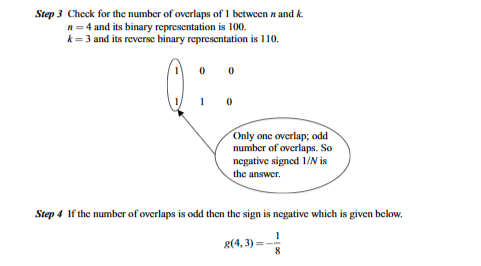 Step 3 Check for the number of overlaps of 1 between n and k.
n = 4 and its binary representation is 100.
k = 3 and its reverse binary representation is 110.
1 0 0
1 1 0
Only one overlap; odd
number of overlaps. So
negative signed 1/N is
the answer.
Step 4 If the number of overlaps is odd then the sign is negative which is given below.
g(4, 3) = -1/8